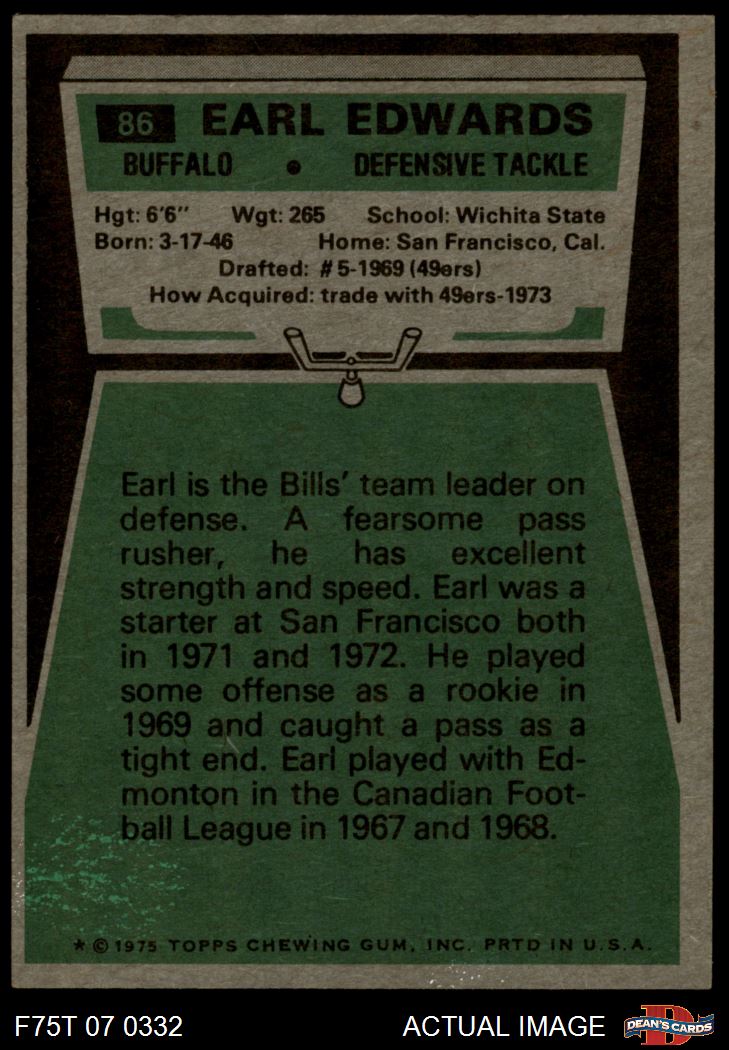 86 EARL EDWARDS
BUFFALO • DEFENSIVE TACKLE
Hgt: 6'6" Wgt: 265 School: Wichita State
Born: 3-17-46 Home: San Francisco, Cal.
Drafted: #5-1969 (49ers)
How Acquired: trade with 49ers-1973
Earl is the Bills' team leader on
defense. A fearsome pass
rusher, he has excellent
strength and speed. Earl was a
starter at San Francisco both
in 1971 and 1972. He played
some offense as a rookie in
1969 and caught a pass as a
tight end. Earl played with Ed-
monton in the Canadian Foot-
ball League in 1967 and 1968.
* © 1975 TOPPS CHEWING GUM, INC. PRTD IN U.S.A.
F75T 07 0332 ACTUAL IMAGE D DEAN'S CARDS